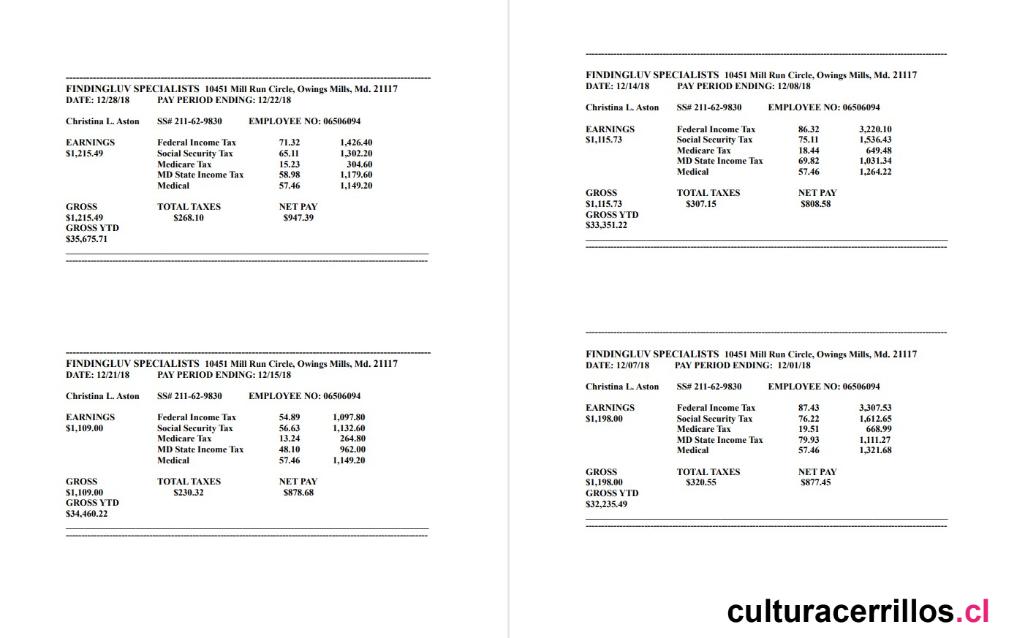 FINDINGLUV SPECIALISTS 10451 Mill Run Circle, Owings Mills, Md. 21117
DATE: 12/28/18 PAY PERIOD ENDING: 12/22/18
Christina L. Aston SS# 211-62-9830 EMPLOYEE NO: 06506094
EARNINGS Federal Income Tax 71.32 1,426.40
$1,215.49 Social Security Tax 65.11 1,302.20
Medicare Tax 15.23 304.60
MD State Income Tax 58.98 1,179.60
Medical 57.46 1,149.20
GROSS TOTAL TAXES NET PAY
$1,215.49 $268.10 $947.39
GROSS YTD
$35,675.71
FINDINGLUV SPECIALISTS 10451 Mill Run Circle, Owings Mills, Md. 21117
DATE: 12/21/18 PAY PERIOD ENDING: 12/15/18
Christina L. Aston SS# 211-62-9830 EMPLOYEE NO: 06506094
EARNINGS Federal Income Tax 54.89 1,097.80
$1,109.00 Social Security Tax 56.63 1,132.60
Medicare Tax 13.24 264.80
MD State Income Tax 48.10 962.00
Medical 57.46 1,149.20
GROSS TOTAL TAXES NET PAY
$1,109.00 $230.32 $878.68
GROSS YTD
$34,460.22
FINDINGLUV SPECIALISTS 10451 Mill Run Circle, Owings Mills, Md. 21117
DATE: 12/14/18 PAY PERIOD ENDING: 12/08/18
Christina L. Aston SS# 211-62-9830 EMPLOYEE NO: 06506094
EARNINGS Federal Income Tax 86.32 3,220.10
$1,115.73 Social Security Tax 75.11 1,536.43
Medicare Tax 18.44 649.48
MD State Income Tax 69.82 1,031.34
Medical 57.46 1,264.22
GROSS TOTAL TAXES NET PAY
$1,115.73 $307.15 $808.58
GROSS YTD
$33,351.22
FINDINGLUV SPECIALISTS 10451 Mill Run Circle, Owings Mills, Md. 21117
DATE: 12/07/18 PAY PERIOD ENDING: 12/01/18
Christina L. Aston SS# 211-62-9830 EMPLOYEE NO: 06506094
EARNINGS Federal Income Tax 87.43 3,307.53
$1,198.00 Social Security Tax 76.22 1,612.65
Medicare Tax 19.51 668.99
MD State Income Tax 79.93 1,111.27
Medical 57.46 1,321.68
GROSS TOTAL TAXES NET PAY
$1,198.00 $320.55 $877.45
GROSS YTD
$32,235.49
culturacerrillos.cl